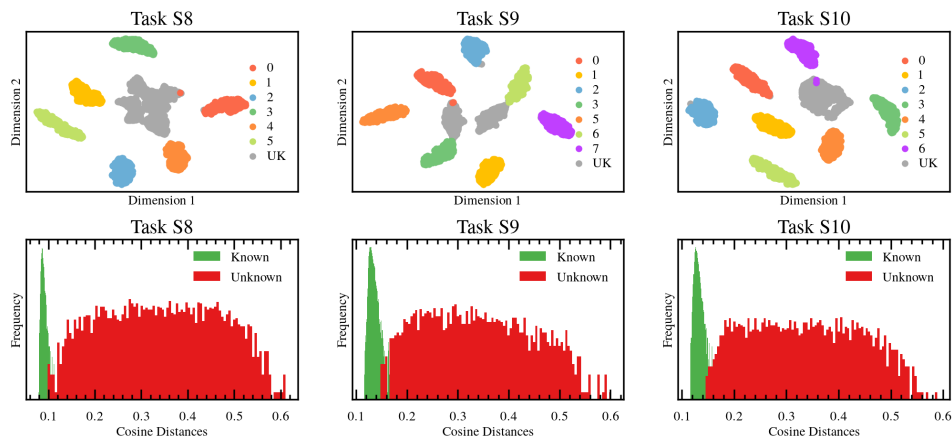 Task S8
Task S9
Task S10
Dimension 2
0
1
2
3
4
5
UK
Dimension 1
Dimension 2
0
1
2
3
5
6
7
UK
Dimension 1
Dimension 2
0
1
2
3
4
5
6
UK
Dimension 1
Task S8
Task S9
Task S10
Frequency
Known
Unknown
0.1 0.2 0.3 0.4 0.5 0.6
Cosine Distances
Frequency
Known
Unknown
0.1 0.2 0.3 0.4 0.5 0.6
Cosine Distances
Frequency
Known
Unknown
0.1 0.2 0.3 0.4 0.5 0.6
Cosine Distances